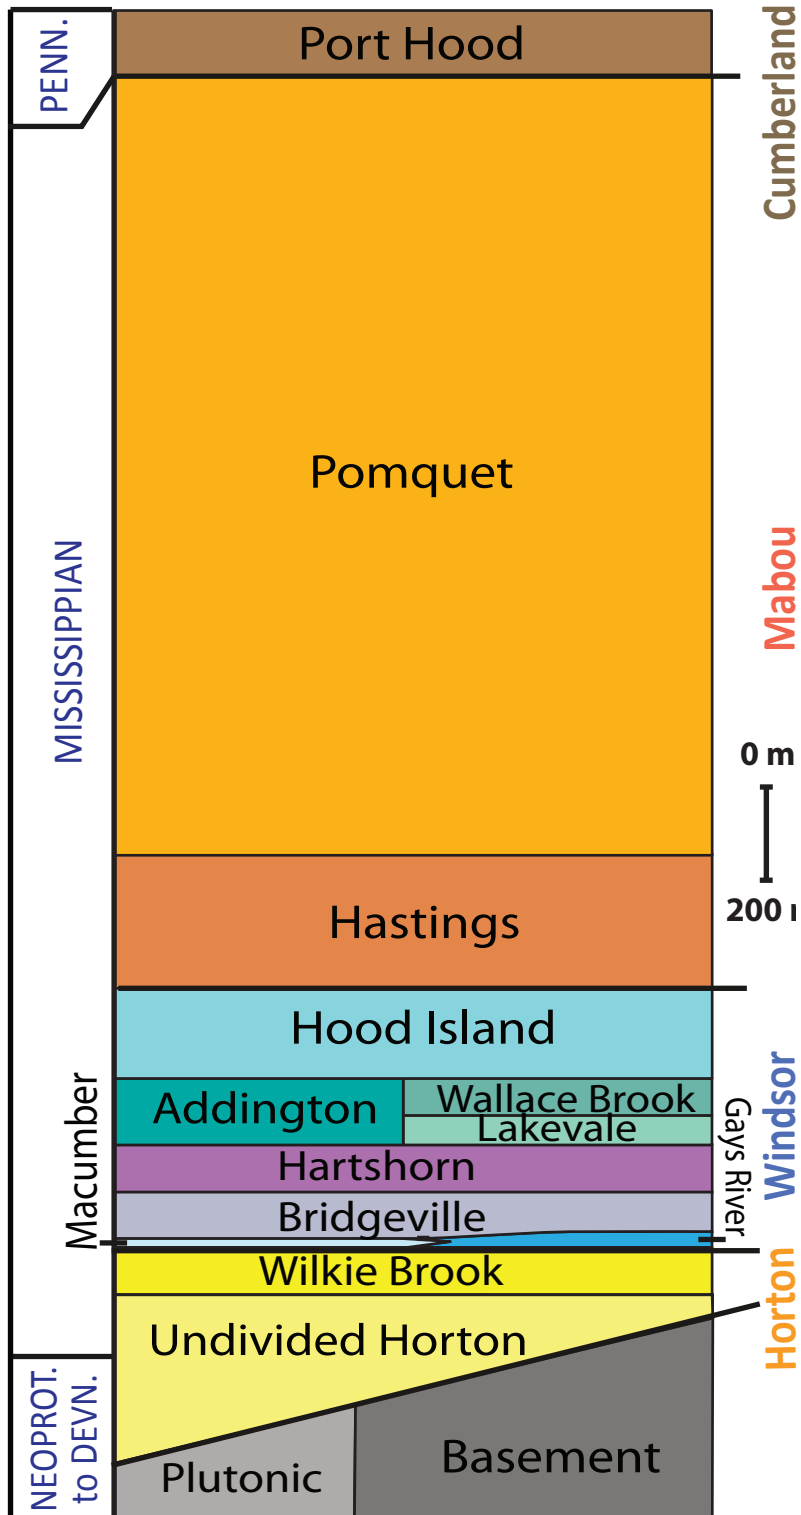 PENN.
Port Hood
Cumberland
Pomquet
MISSISSIPPIAN
Mabou
0 m
200 m
Hastings
Hood Island
Macumber
Addington
Wallace Brook
Lakevale
Gays River
Windsor
Hartshorn
Bridgeville
Wilkie Brook
Horton
Undivided Horton
NEOPROT.
to DEVN.
Plutonic
Basement